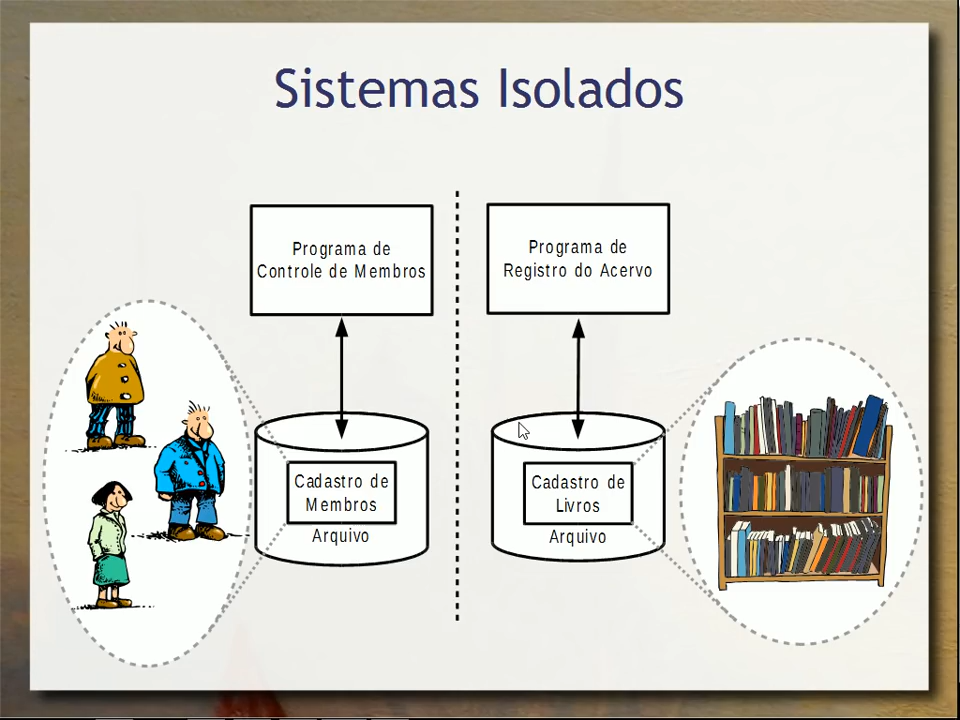 Sistemas Isolados
Programa de
Controle de Membros
Programa de
Registro do Acervo
Cadastro de
Membros
Arquivo
Cadastro de
Livros
Arquivo